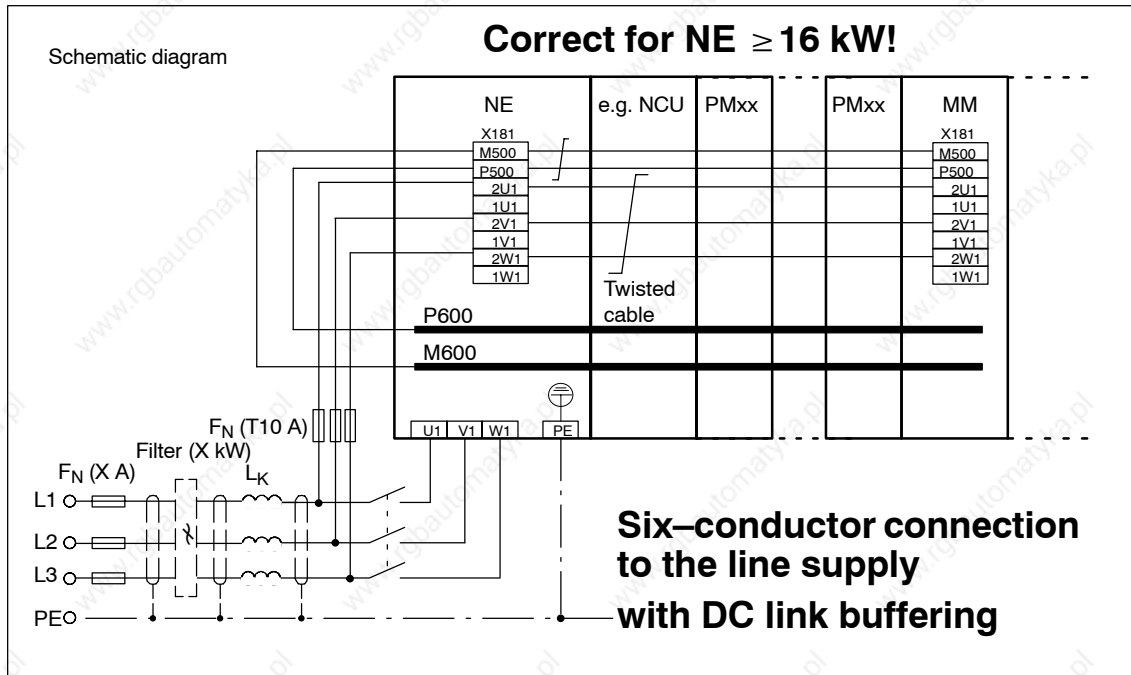 Schematic diagram
Correct for NE ≥ 16 kW!
NE
e.g. NCU
PMxx
PMxx
MM
X181
M500
P500
2U1
1U1
2V1
1V1
2W1
1W1
X181
M500
P500
2U1
1U1
2V1
1V1
2W1
1W1
Twisted
cable
P600
M600
FN (T10 A)
U1
V1
W1
PE
Filter (X kW)
FN (X A)
LK
L1
L2
L3
PE
Six–conductor connection
to the line supply
with DC link buffering
www.rgbautomatyka.pl